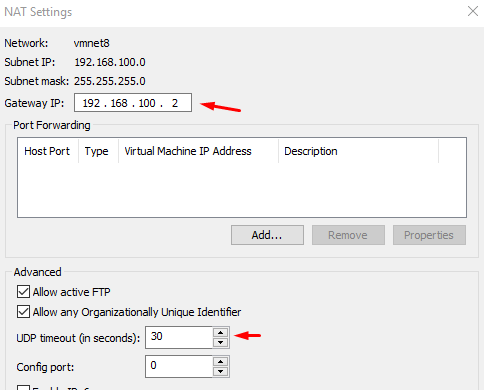 NAT Settings
Network: vmnet8
Subnet IP: 192.168.100.0
Subnet mask: 255.255.255.0
Gateway IP: 192 . 168 . 100 . 2
Port Forwarding
Host Port Type Virtual Machine IP Address Description
Add... Remove Properties
Advanced
Allow active FTP
Allow any Organizationally Unique Identifier
UDP timeout (in seconds): 30
Config port: 0